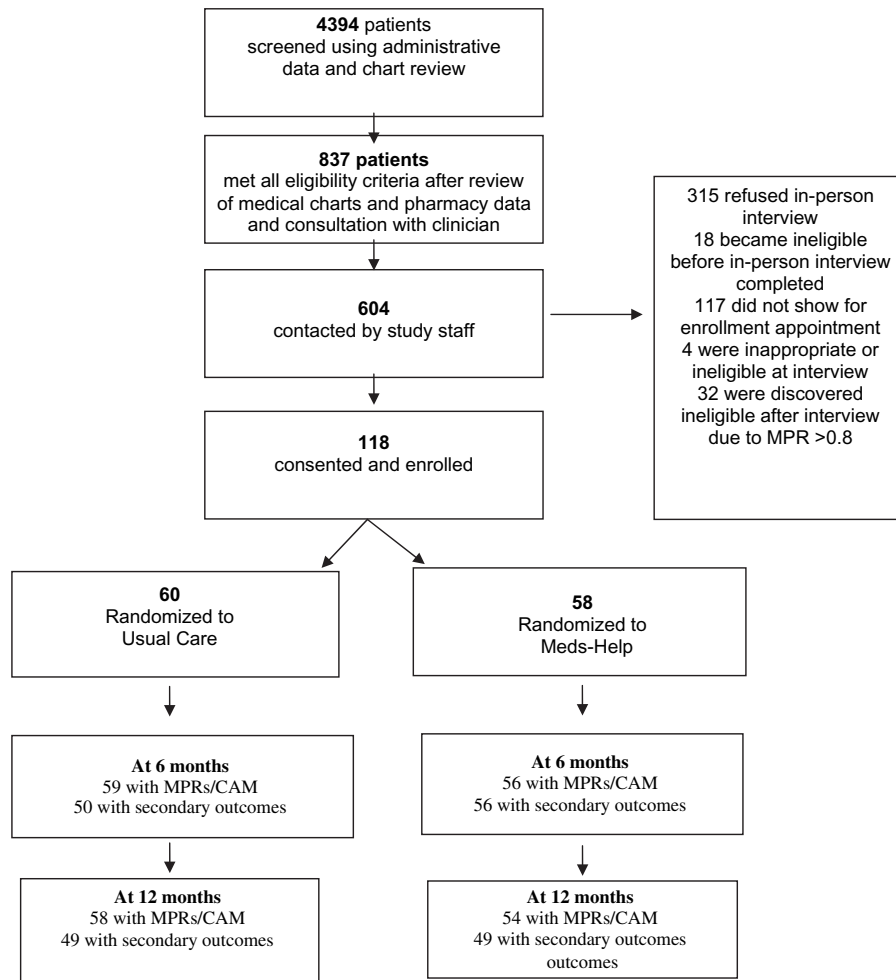 4394 patients
screened using administrative
data and chart review
837 patients
met all eligibility criteria after review
of medical charts and pharmacy data
and consultation with clinician
315 refused in-person
interview
18 became ineligible
before in-person interview
completed
117 did not show for
enrollment appointment
4 were inappropriate or
ineligible at interview
32 were discovered
ineligible after interview
due to MPR >0.8
604
contacted by study staff
118
consented and enrolled
60
Randomized to
Usual Care
58
Randomized to
Meds-Help
At 6 months
59 with MPRs/CAM
50 with secondary outcomes
At 6 months
56 with MPRs/CAM
56 with secondary outcomes
At 12 months
58 with MPRs/CAM
49 with secondary outcomes
At 12 months
54 with MPRs/CAM
49 with secondary outcomes
outcomes